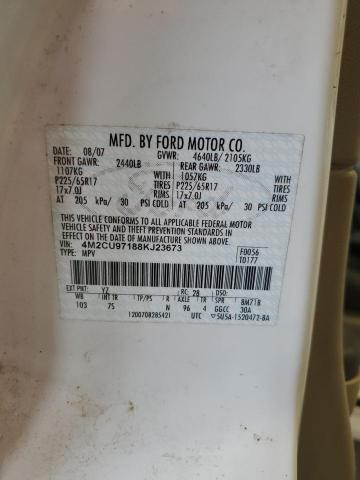 MFD. BY FORD MOTOR CO.
DATE: 08/07 GVWR: 4640LB/ 2105KG
FRONT GAWR: 2440LB REAR GAWR: 2330LB
1107KG WITH 1057KG WITH
P225/65R17 TIRES P225/65R17 TIRES
17x7.0J RIMS 17x7.0J RIMS
AT 205 kPa/ 30 PSI COLD AT 205 kPa/ 30 PSI COLD
THIS VEHICLE CONFORMS TO ALL APPLICABLE FEDERAL MOTOR
VEHICLE SAFETY AND THEFT PREVENTION STANDARDS IN EFFECT ON THE
DATE OF MANUFACTURE SHOWN ABOVE.
VIN: 4M2CU97188KJ23673 F0056
TYPE: MPV T0177
EXT PNT: YZ RC: 28
WB INT TR TP/PS R AXLE TR SPR 8M71B
103 75 N 96 4 GGCC 30A
1200708285421 UTC 5U5A-1520472-BA